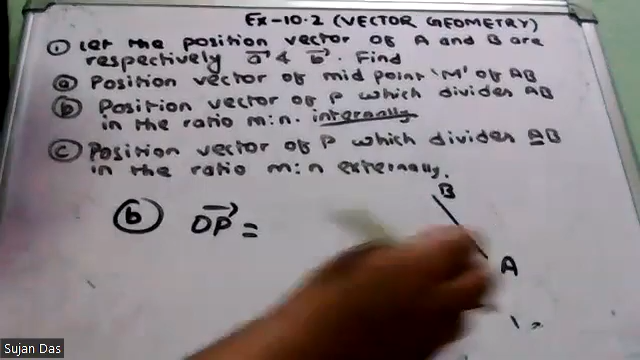 Ex-10.2 (VECTOR GEOMETRY)
① Let the position vector of A and B are
respectively a⃗ & b⃗. Find
ⓐ Position vector of mid point 'M' of AB
ⓑ Position vector of P which divides AB
in the ratio m:n. internally
ⓒ Position vector of P which divides AB
in the ratio m:n externally.
B
ⓑ OP⃗ =
A
Sujan Das